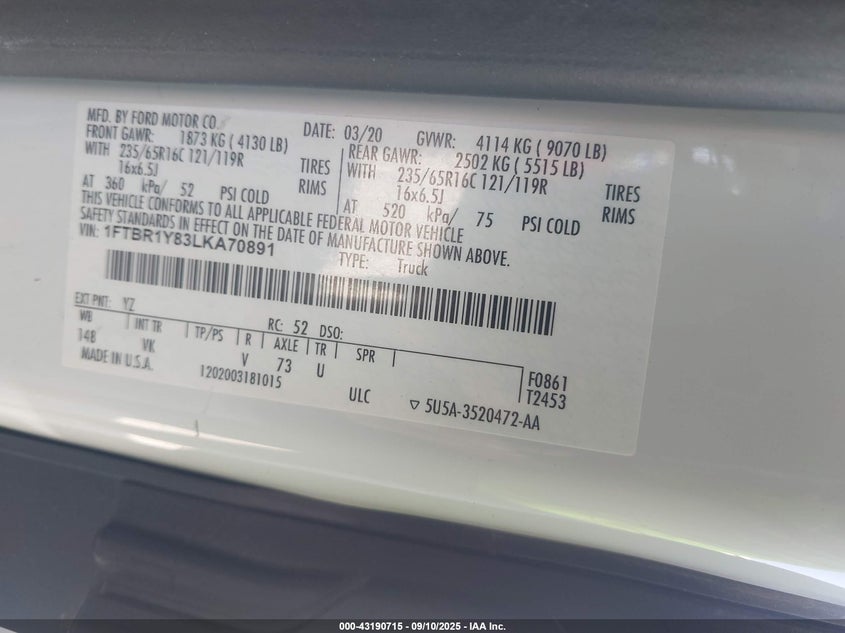 MFD. BY FORD MOTOR CO.
DATE: 03/20 GVWR: 4114 KG ( 9070 LB)
FRONT GAWR: 1873 KG ( 4130 LB)
WITH 235/65R16C 121/119R TIRES
16x6.5J RIMS
AT 360 kPa/ 52 PSI COLD
REAR GAWR: 2502 KG ( 5515 LB)
WITH 235/65R16C 121/119R TIRES
16x6.5J RIMS
AT 520 kPa/ 75 PSI COLD
THIS VEHICLE CONFORMS TO ALL APPLICABLE FEDERAL MOTOR VEHICLE
SAFETY STANDARDS IN EFFECT ON THE DATE OF MANUFACTURE SHOWN ABOVE.
VIN: 1FTBR1Y83LKA70891
TYPE: Truck
EXT PNT: YZ RC: 52 DSO:
WB INT TR TP/PS R AXLE TR SPR
148 VK V 73 U
F0861
T2453
MADE IN U.S.A. 1202003181015
ULC 5U5A-3520472-AA
000-43190715 - 09/10/2025 - IAA Inc.